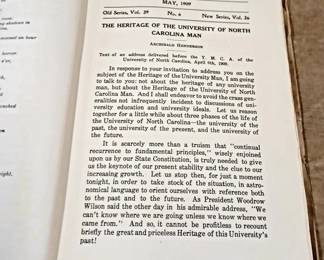 MAY, 1909
Old Series, Vol. 39 No. 6 New Series, Vol. 26
THE HERITAGE OF THE UNIVERSITY OF NORTH
CAROLINA MAN
ARCHIBALD HENDERSON
Text of an address delivered before the Y. M. C. A. of the
University of North Carolina, April 6th, 1909.
In response to your invitation to address you on the
subject of the Heritage of the University Man, I am going
to talk to you: not about the heritage of any university
man, but about the Heritage of the University of North
Carolina Man. And I shall endeavor to avoid the crass gen-
eralities not infrequently incident to discussions of uni-
versity education and university ideals. Let us reason
together for a little while about three phases of the life of
the University of North Carolina—the university of the
past, the university of the present, and the university of
the future.
It is scarcely more than a truism that "continual
recurrence to fundamental principles," wisely enjoined
upon us by our State Constitution, is truly needed to give
us the keynote of our present stability and the clue to our
increasing growth. Let us stop then, for just a moment
tonight, in order to take stock of the situation, in astro-
nomical language to orient ourselves with reference both
to the past and to the future. As President Woodrow
Wilson said the other day in his admirable address, "We
can't know where we are going unless we know where we
came from." And so, it cannot be profitless to recount
briefly the great and priceless Heritage of this University's
past!